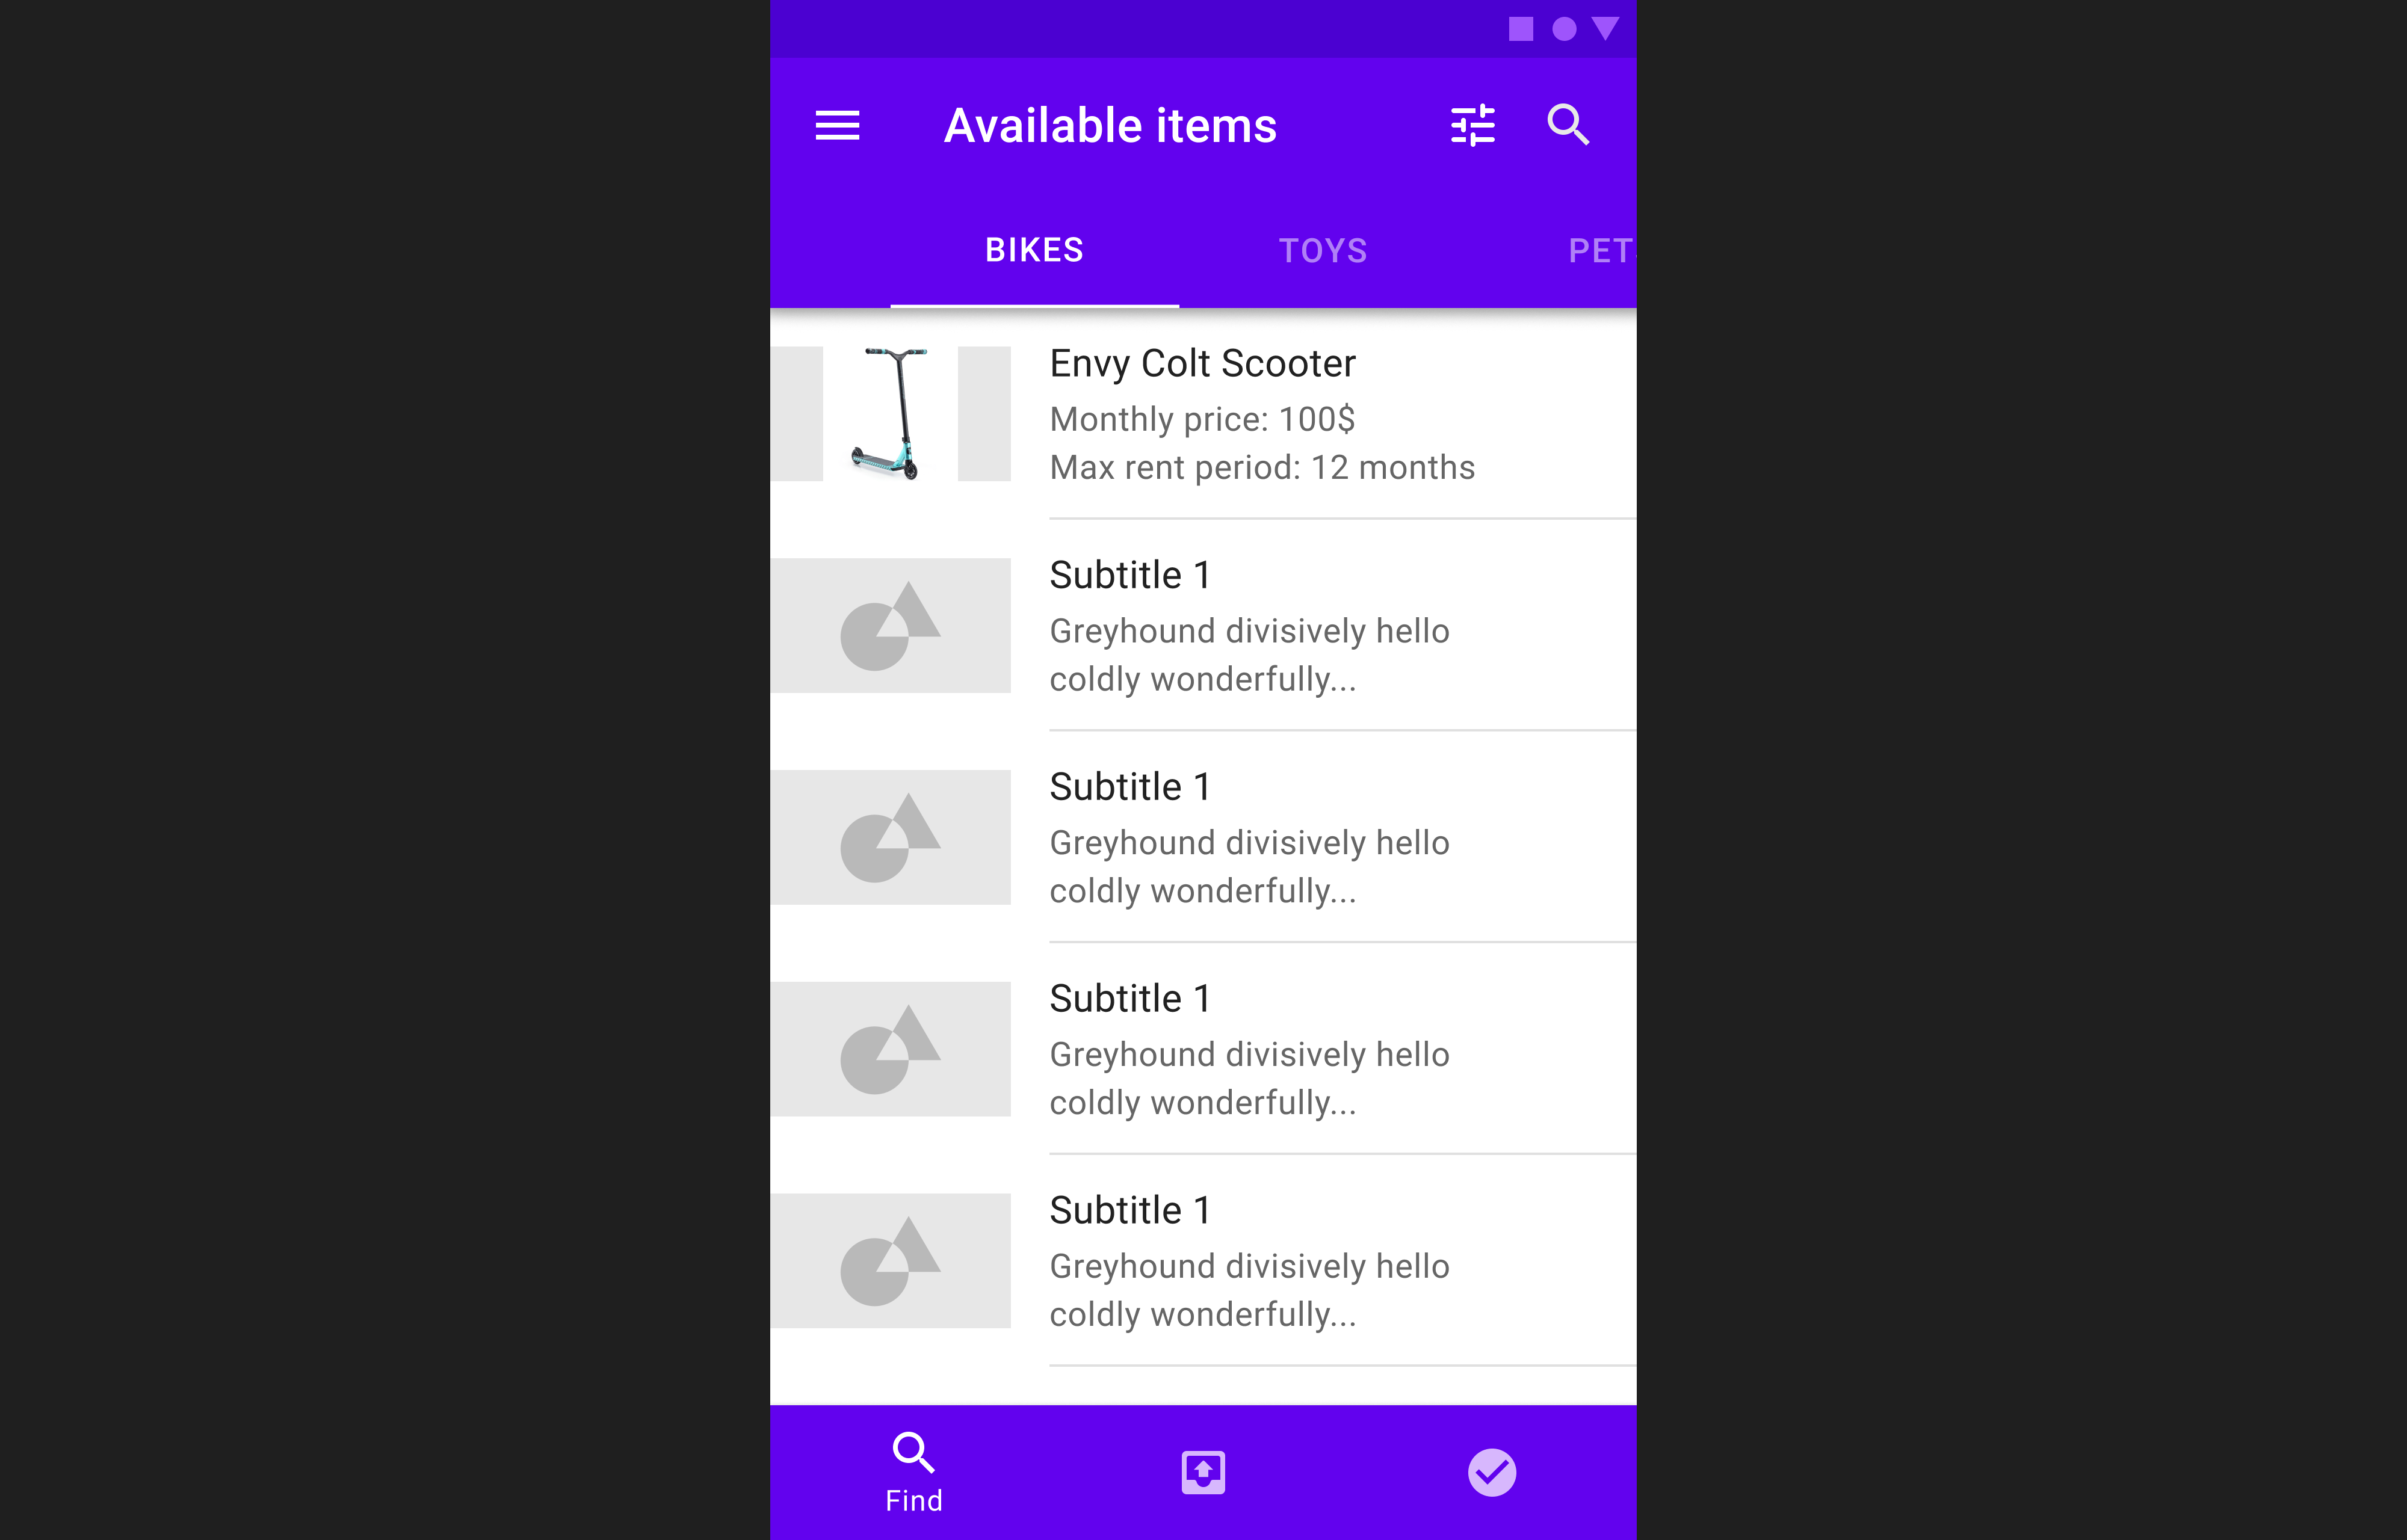 Available items
BIKES
TOYS
PET
Envy Colt Scooter
Monthly price: 100$
Max rent period: 12 months
Subtitle 1
Greyhound divisively hello
coldly wonderfully...
Subtitle 1
Greyhound divisively hello
coldly wonderfully...
Subtitle 1
Greyhound divisively hello
coldly wonderfully...
Subtitle 1
Greyhound divisively hello
coldly wonderfully...
Find